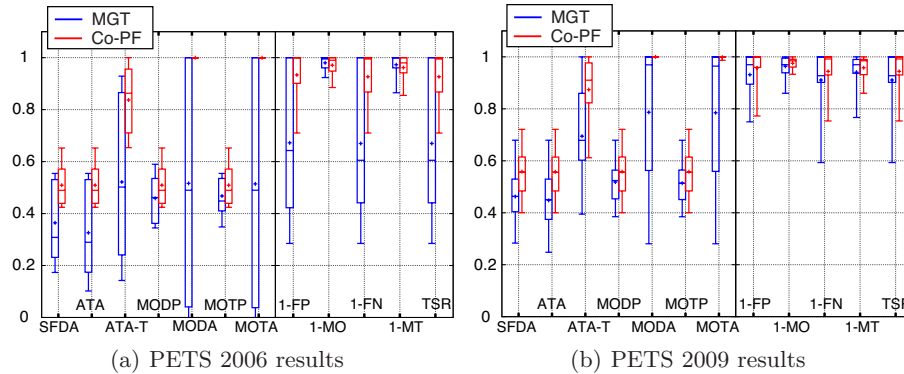 MGT
Co-PF
1
0.8
0.6
0.4
0.2
0
ATA MODP MOTP 1-FP 1-FN TSR
SFDA ATA-T MODA MOTA 1-MO 1-MT
(a) PETS 2006 results
MGT
Co-PF
1
0.8
0.6
0.4
0.2
0
ATA MODP MOTP 1-FP 1-FN TSR
SFDA ATA-T MODA MOTA 1-MO 1-MT
(b) PETS 2009 results